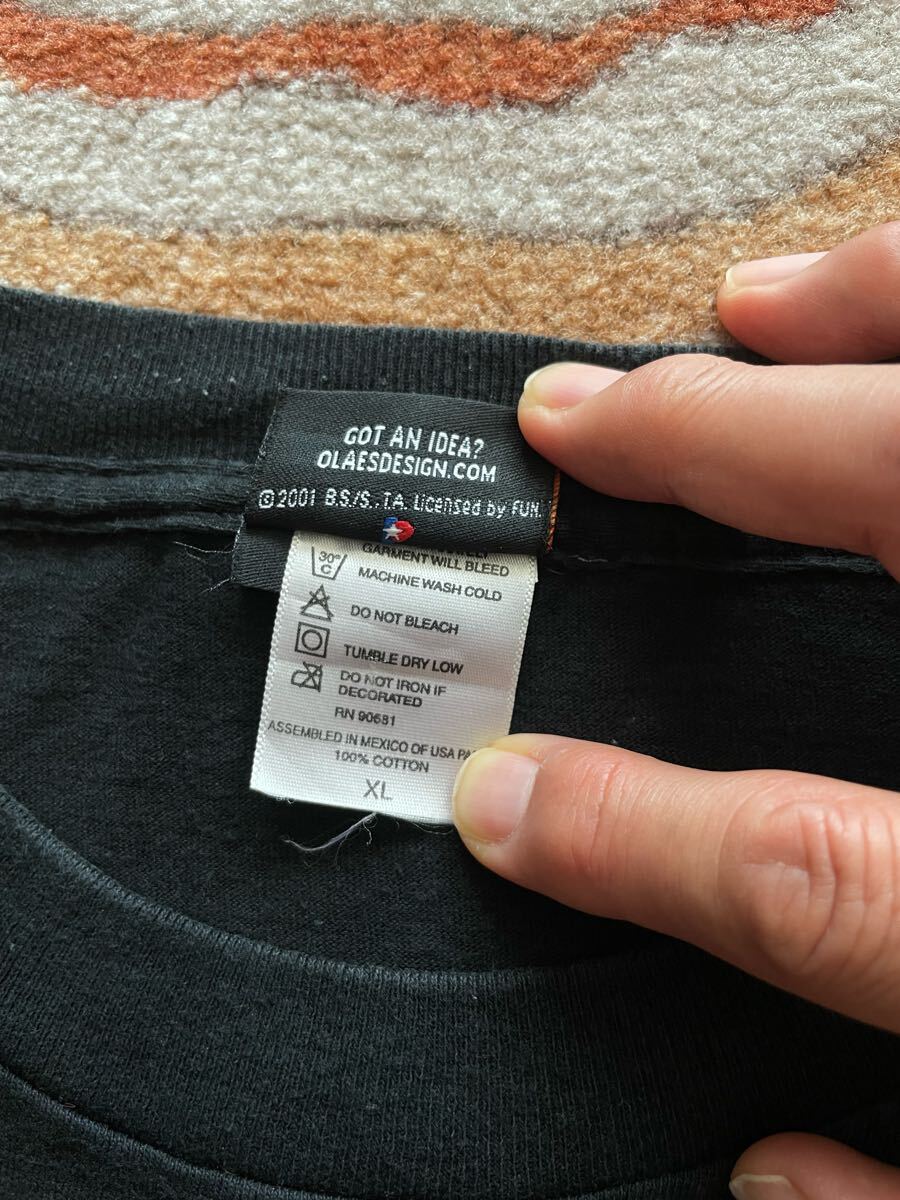 GOT AN IDEA?
OLAESDESIGN.COM
©2001 B.S/S.,T.A. Licensed by FUN.
GARMENT WILL BLEED
30°
C
MACHINE WASH COLD
DO NOT BLEACH
TUMBLE DRY LOW
DO NOT IRON IF
DECORATED
RN 90681
ASSEMBLED IN MEXICO OF USA PA
100% COTTON
XL